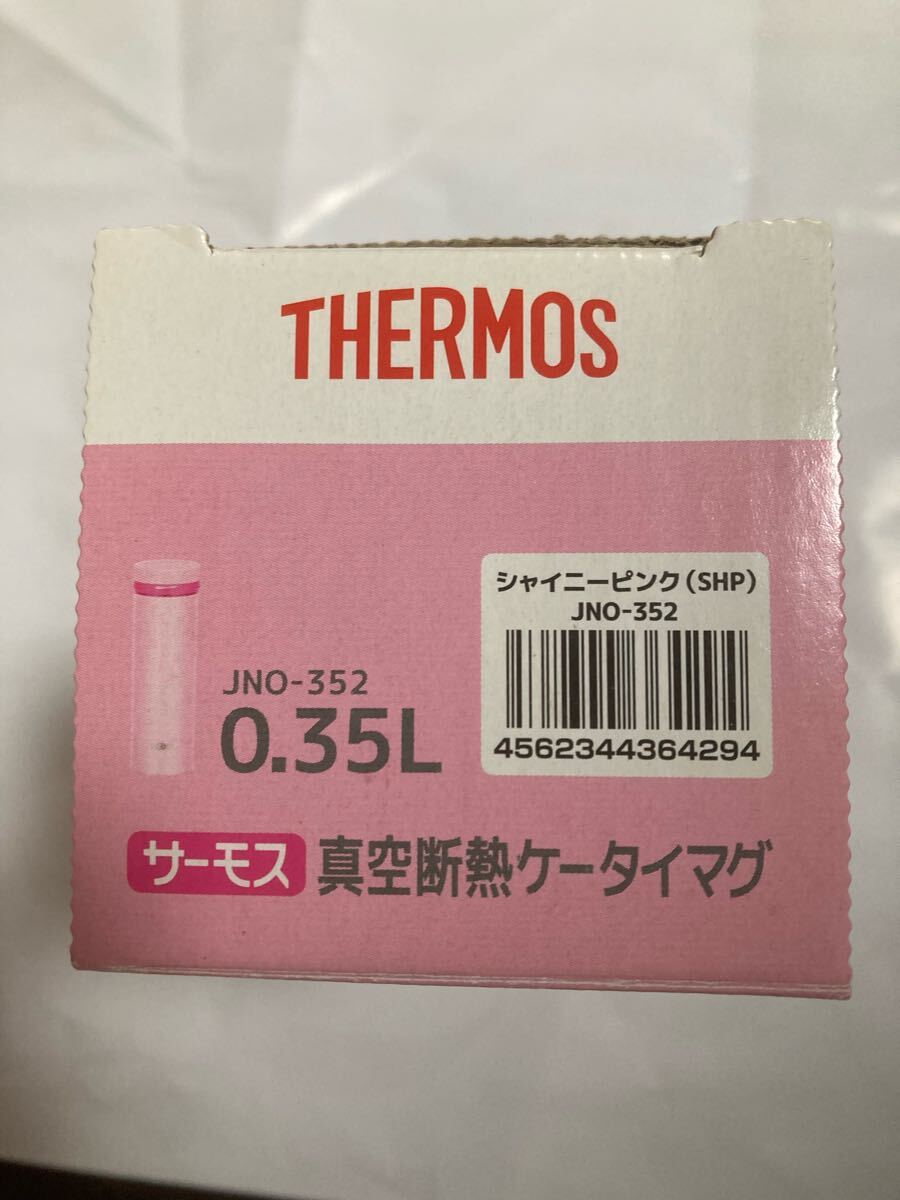 THERMOS
シャイニーピンク(SHP)
JNO-352
4562344364294
JNO-352
0.35L
サーモス 真空断熱ケータイマグ